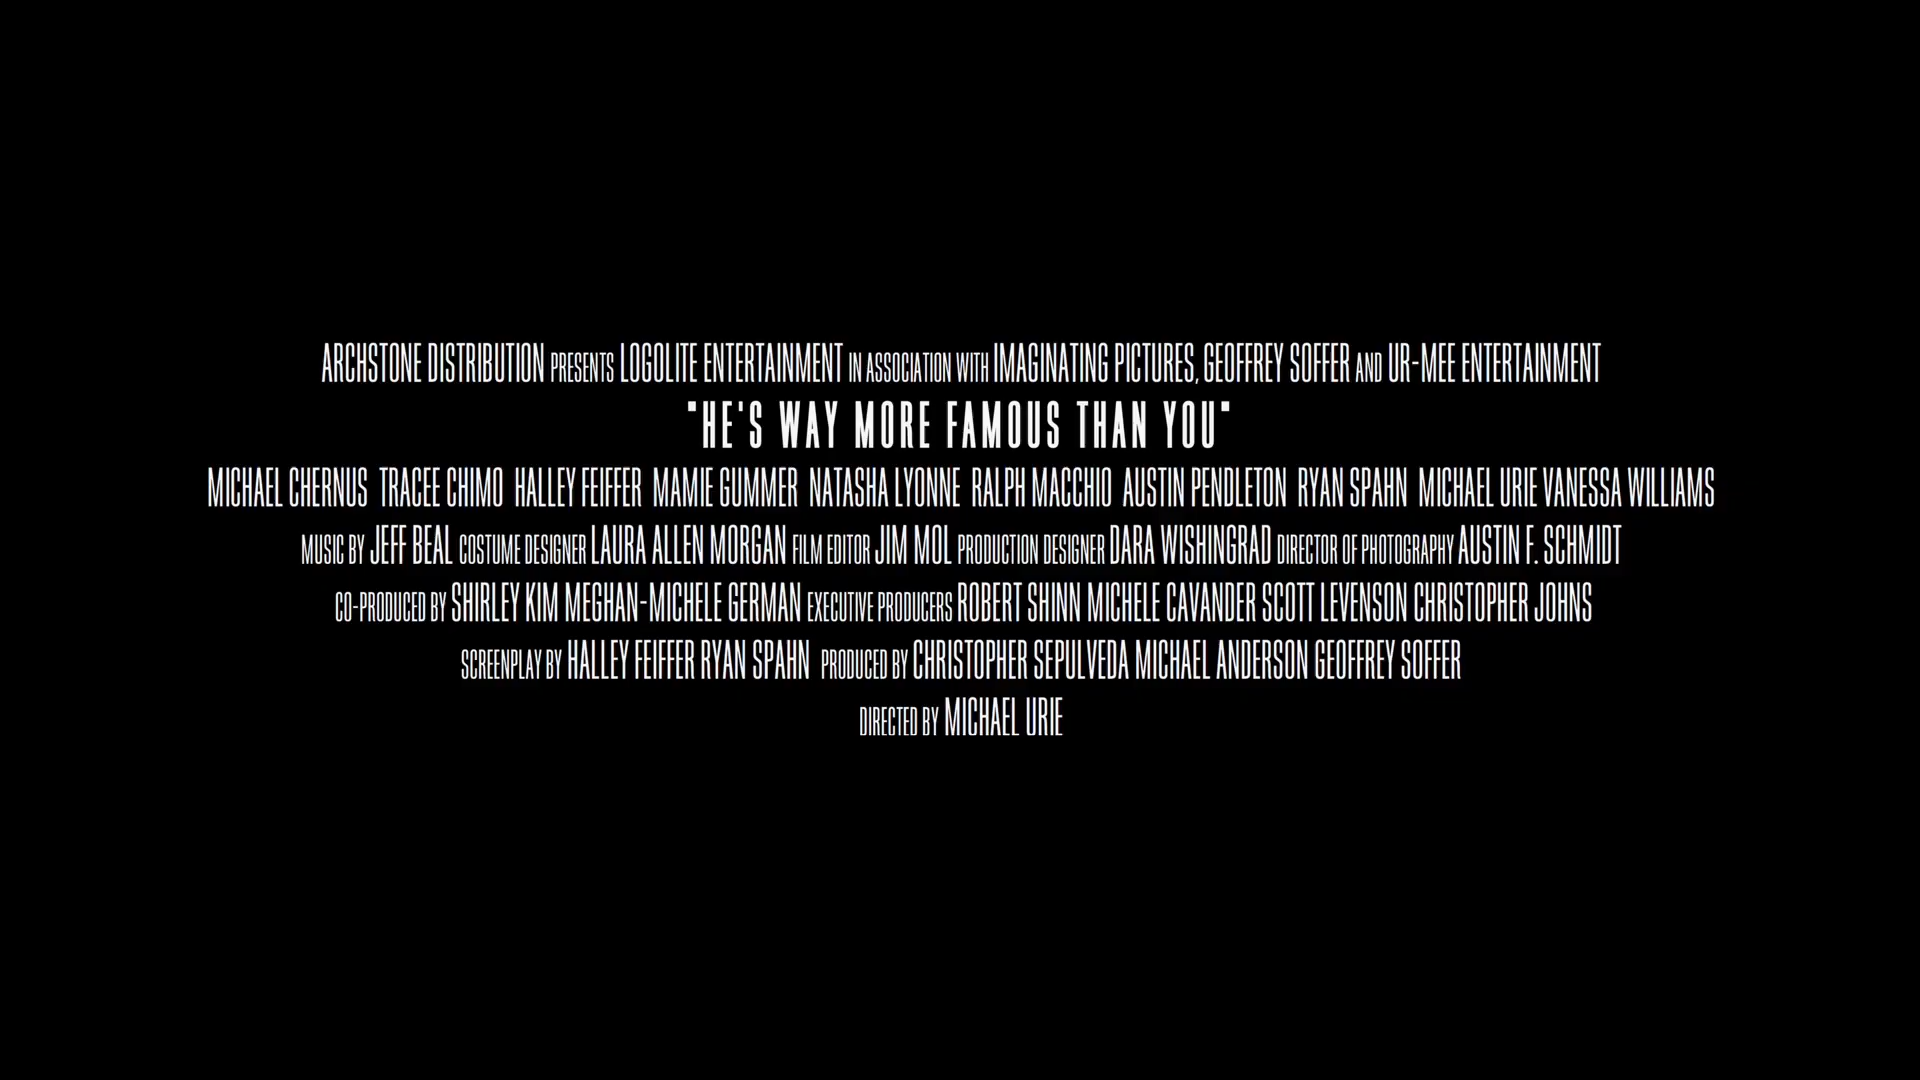 ARCHSTONE DISTRIBUTION PRESENTS LOGOLITE ENTERTAINMENT IN ASSOCIATION WITH IMAGINATING PICTURES, GEOFFREY SOFFER AND UR-MEE ENTERTAINMENT
"HE'S WAY MORE FAMOUS THAN YOU"
MICHAEL CHERNUS TRACEE CHIMO HALLEY FEIFFER MAMIE GUMMER NATASHA LYONNE RALPH MACCHIO AUSTIN PENDLETON RYAN SPAHN MICHAEL URIE VANESSA WILLIAMS
MUSIC BY JEFF BEAL COSTUME DESIGNER LAURA ALLEN MORGAN FILM EDITOR JIM MOL PRODUCTION DESIGNER DARA WISHINGRAD DIRECTOR OF PHOTOGRAPHY AUSTIN F. SCHMIDT
CO-PRODUCED BY SHIRLEY KIM MEGHAN-MICHELE GERMAN EXECUTIVE PRODUCERS ROBERT SHINN MICHELE CAVANDER SCOTT LEVENSON CHRISTOPHER JOHNS
SCREENPLAY BY HALLEY FEIFFER RYAN SPAHN PRODUCED BY CHRISTOPHER SEPULVEDA MICHAEL ANDERSON GEOFFREY SOFFER
DIRECTED BY MICHAEL URIE